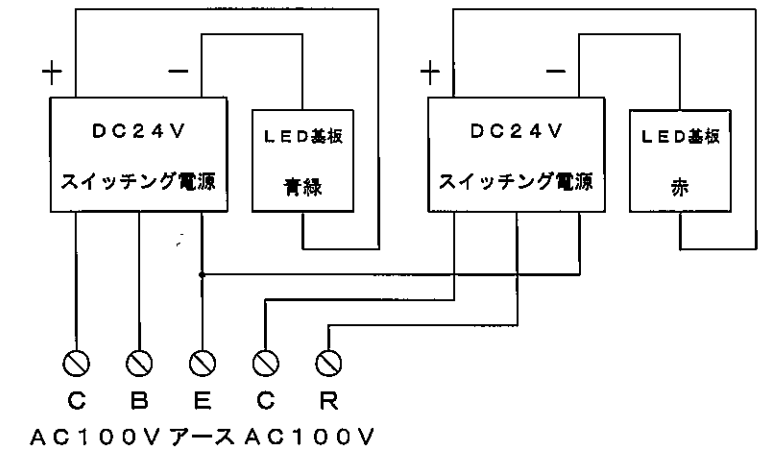 + − + −
DC24V LED基板 DC24V LED基板
スイッチング電源 青緑 スイッチング電源 赤
C B E C R
AC100Vアース AC100V